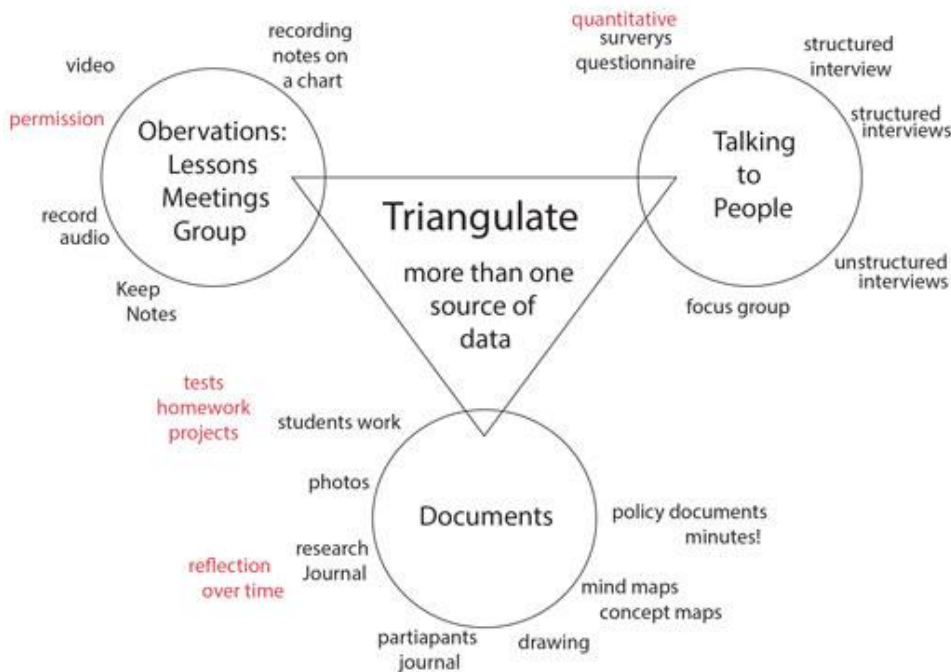 recording
notes on
a chart
video
permission
Obervations:
Lessons
Meetings
Group
record
audio
Keep
Notes
quantitative
surverys
questionnaire
structured
interview
structured
interviews
Talking
to
People
unstructured
interviews
focus group
Triangulate
more than one
source of
data
tests
homework
projects
students work
photos
Documents
research
Journal
reflection
over time
partiapants
journal
drawing
mind maps
concept maps
policy documents
minutes!